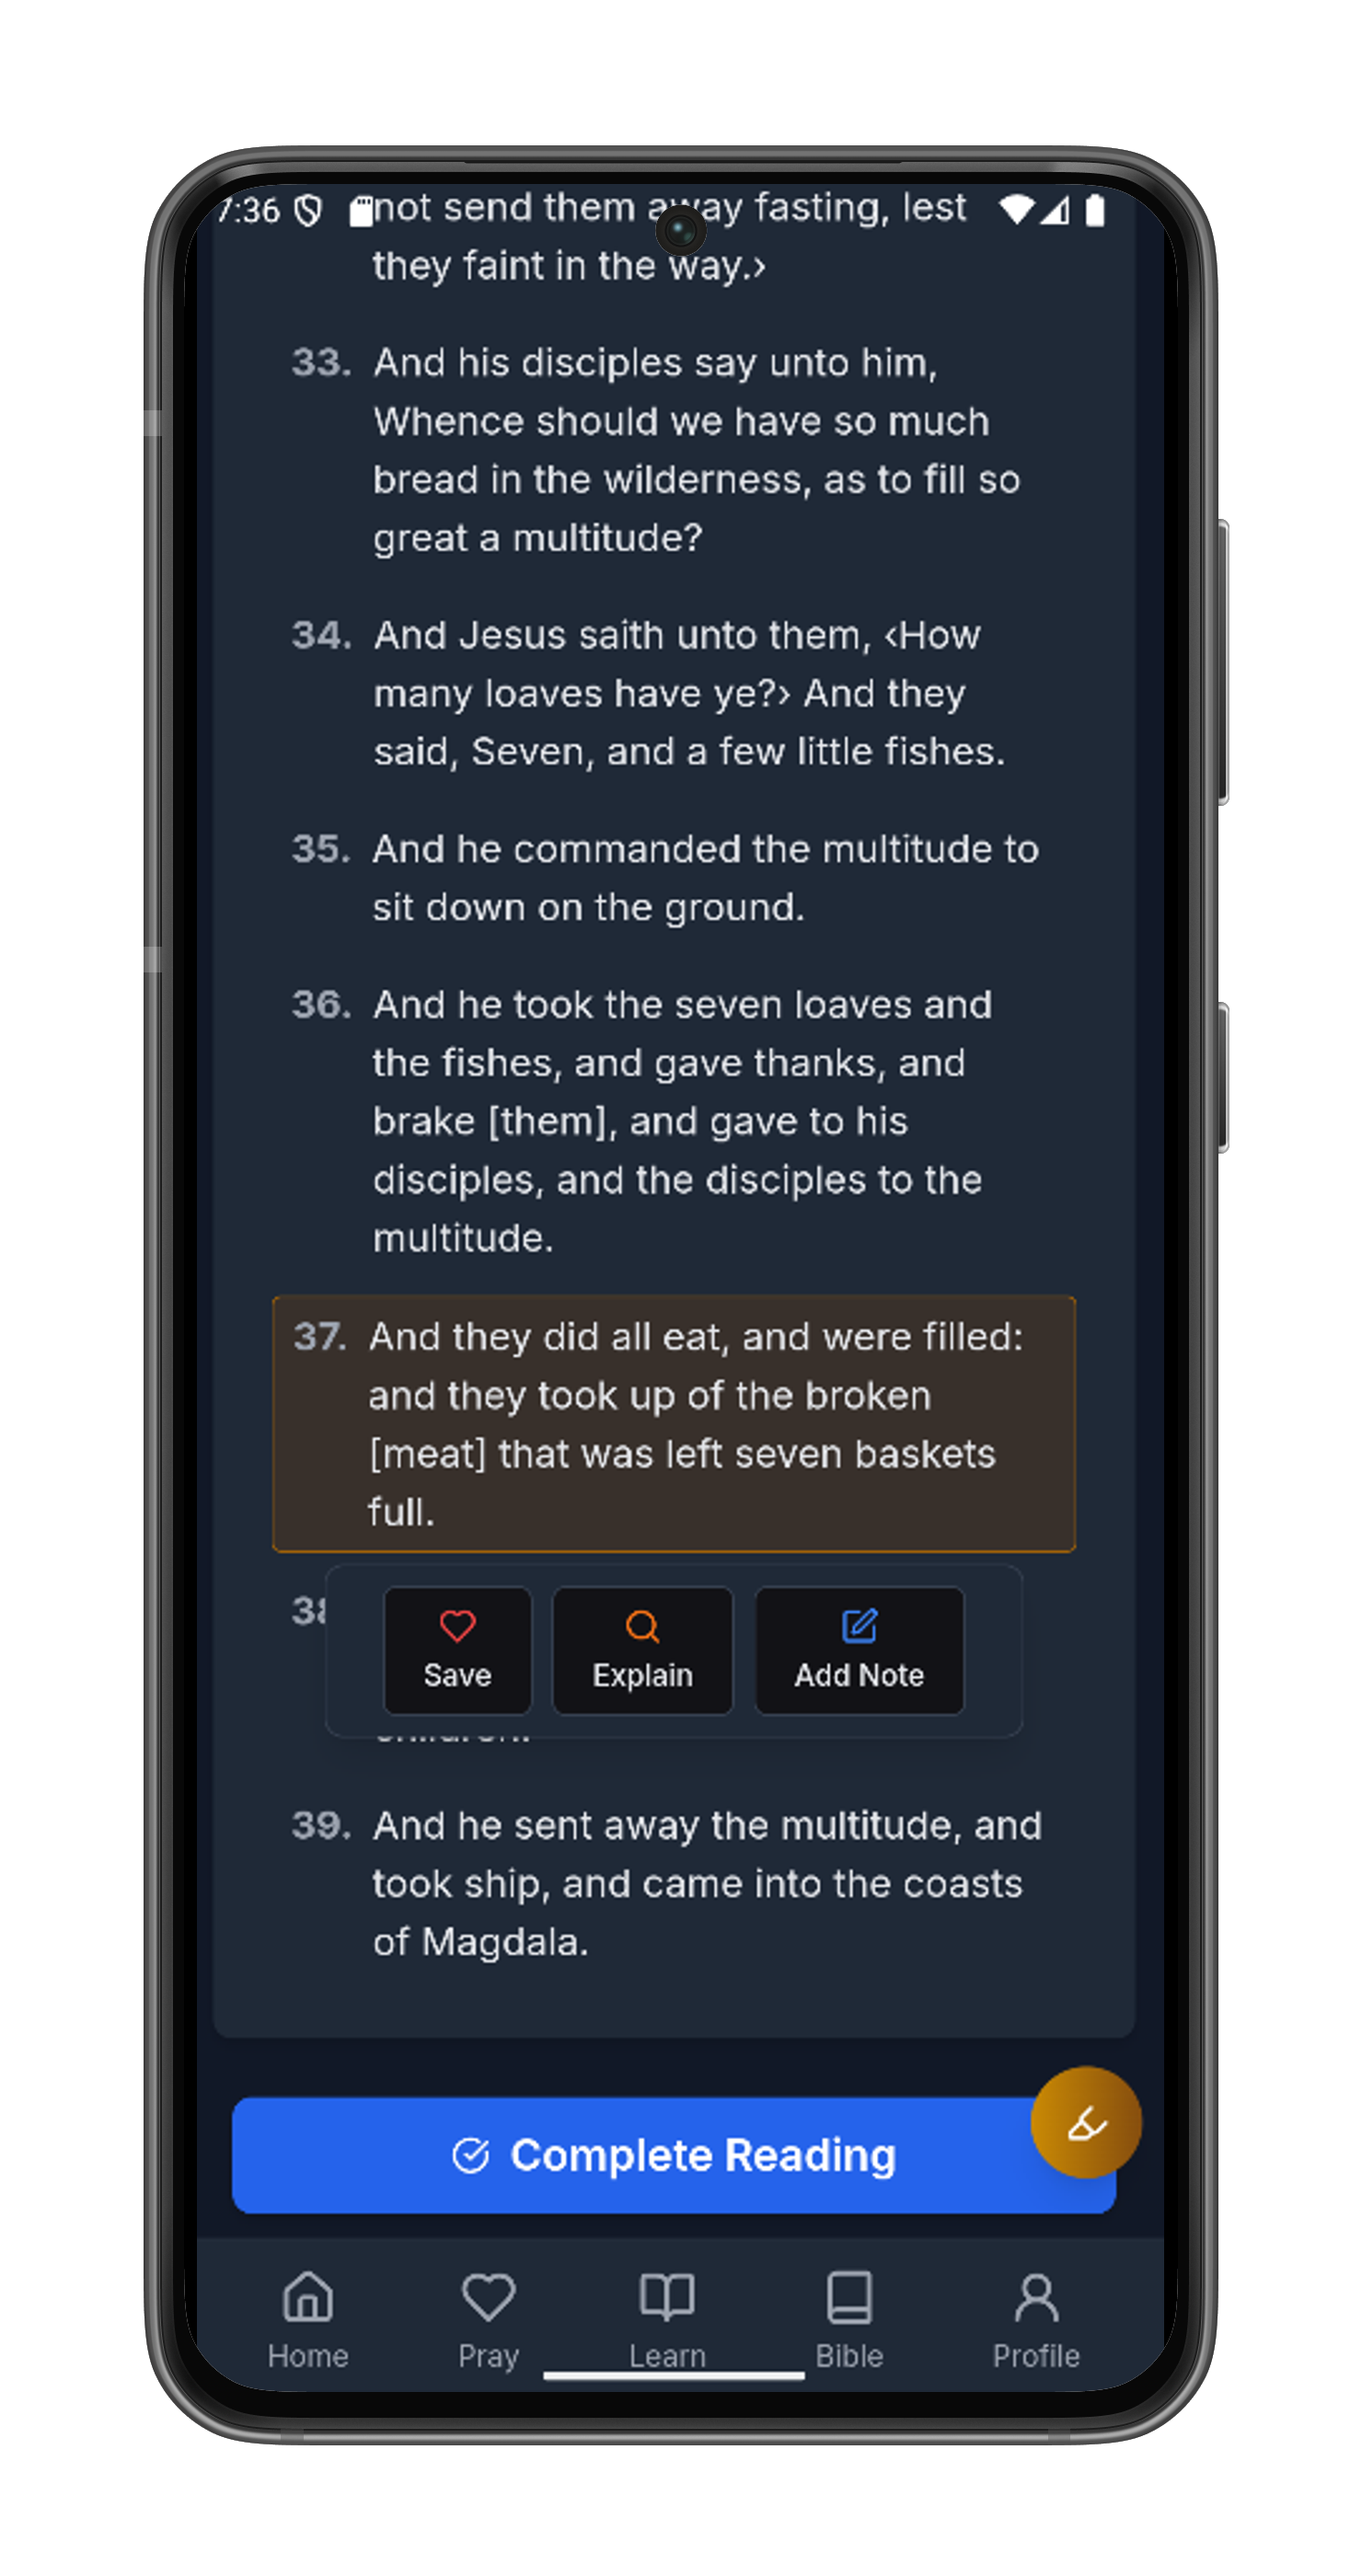 7:36
not send them away fasting, lest
they faint in the way.›
33. And his disciples say unto him,
Whence should we have so much
bread in the wilderness, as to fill so
great a multitude?
34. And Jesus saith unto them, ‹How
many loaves have ye?› And they
said, Seven, and a few little fishes.
35. And he commanded the multitude to
sit down on the ground.
36. And he took the seven loaves and
the fishes, and gave thanks, and
brake [them], and gave to his
disciples, and the disciples to the
multitude.
37. And they did all eat, and were filled:
and they took up of the broken
[meat] that was left seven baskets
full.
Save Explain Add Note
39. And he sent away the multitude, and
took ship, and came into the coasts
of Magdala.
Complete Reading
Home Pray Learn Bible Profile